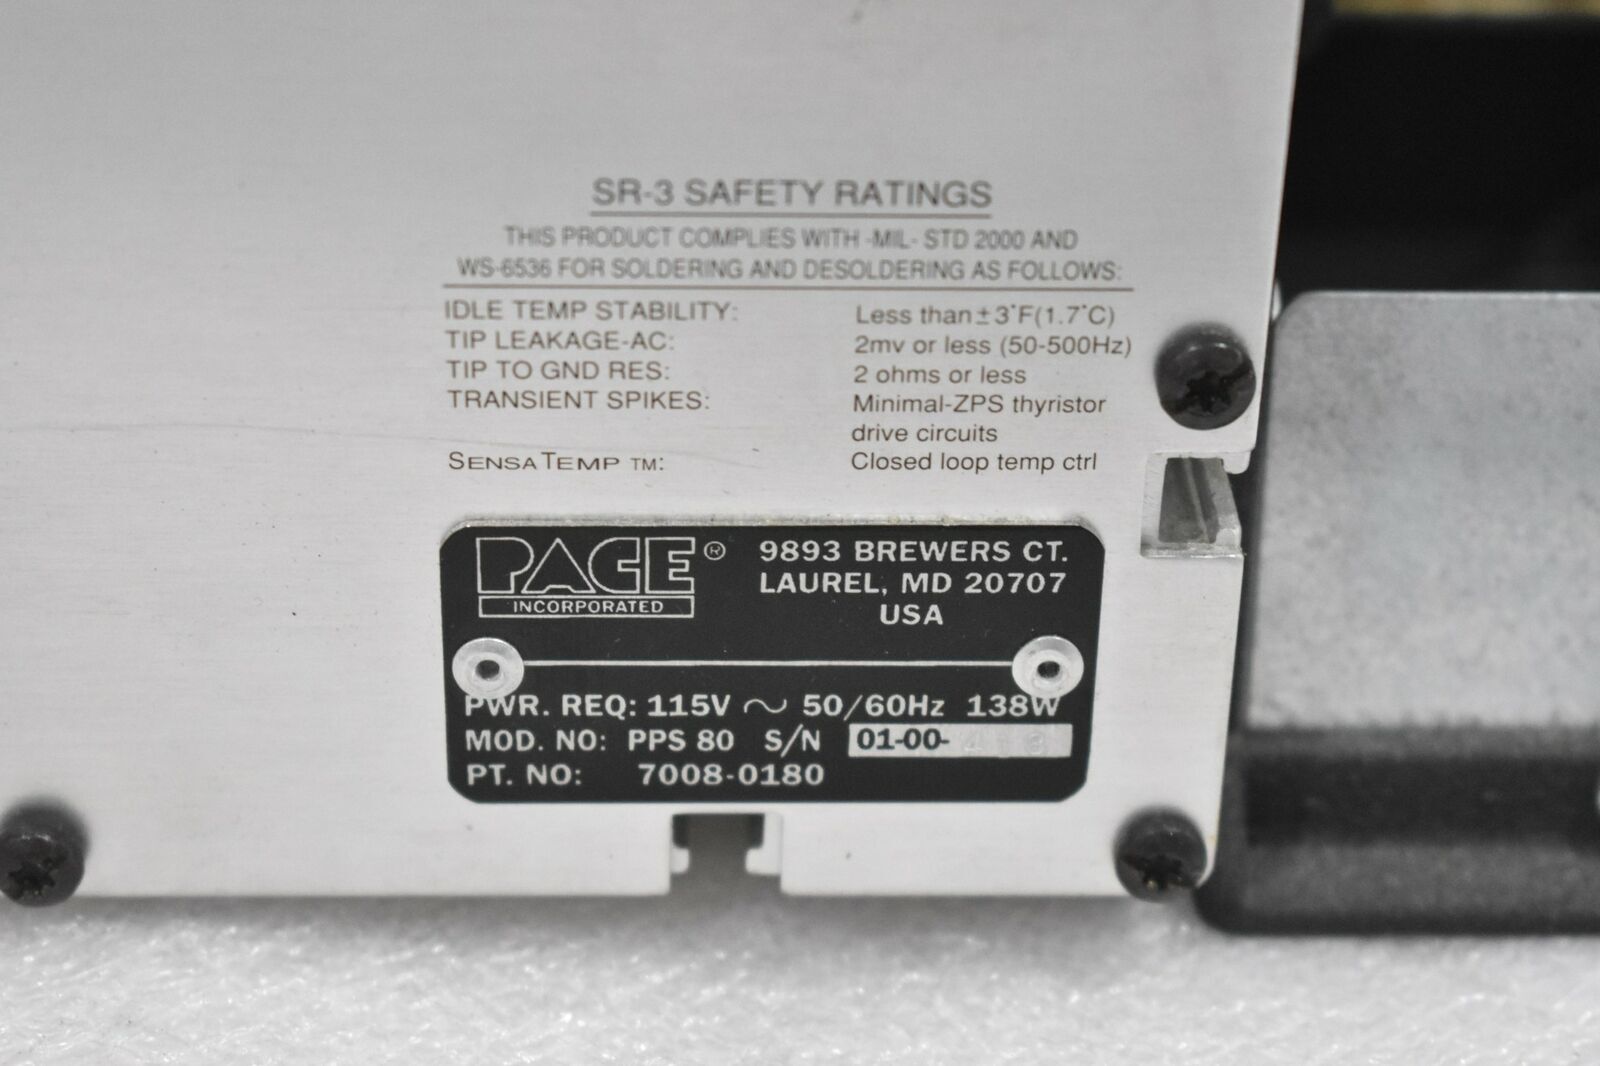 SR-3 SAFETY RATINGS
THIS PRODUCT COMPLIES WITH -MIL- STD 2000 AND
WS-6536 FOR SOLDERING AND DESOLDERING AS FOLLOWS:
IDLE TEMP STABILITY: Less than ± 3°F(1.7°C)
TIP LEAKAGE-AC: 2mv or less (50-500Hz)
TIP TO GND RES: 2 ohms or less
TRANSIENT SPIKES: Minimal-ZPS thyristor
drive circuits
SENSATEMP TM: Closed loop temp ctrl
PACE ®
INCORPORATED
9893 BREWERS CT.
LAUREL, MD 20707
USA
PWR. REQ: 115V ~ 50/60Hz 138W
MOD. NO: PPS 80 S/N 01-00-
PT. NO: 7008-0180